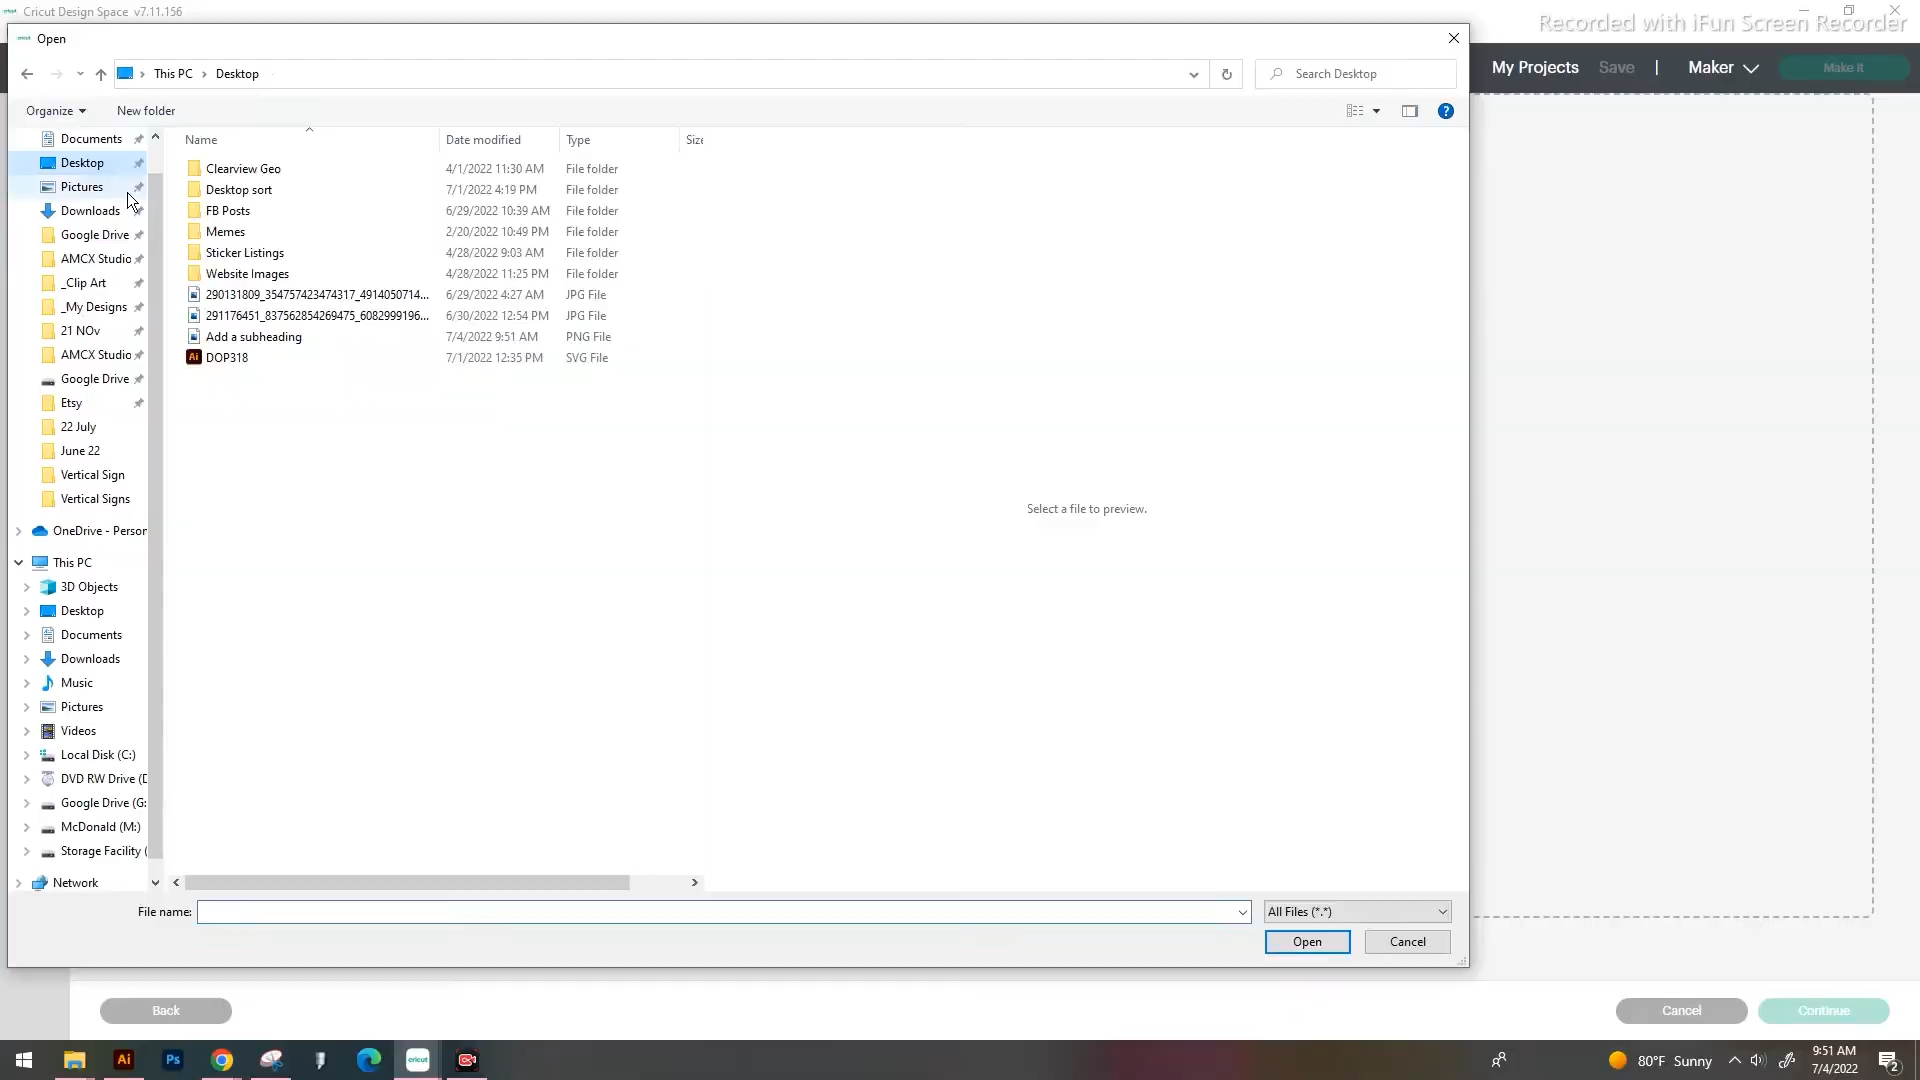 Cricut Design Space v7.11.156
Recorded with iFun Screen Recorder
Open
This PC > Desktop
Search Desktop
My Projects Save | Maker Make It
Organize New folder
Name Date modified Type Size
Documents
Desktop
Pictures
Downloads
Google Drive
AMCX Studio
_Clip Art
_My Designs
21 NOv
AMCX Studio
Google Drive
Etsy
22 July
June 22
Vertical Sign
Vertical Signs
OneDrive - Person
This PC
3D Objects
Desktop
Documents
Downloads
Music
Pictures
Videos
Local Disk (C:)
DVD RW Drive (D
Google Drive (G:
McDonald (M:)
Storage Facility (
Network
Clearview Geo 4/1/2022 11:30 AM File folder
Desktop sort 7/1/2022 4:19 PM File folder
FB Posts 6/29/2022 10:39 AM File folder
Memes 2/20/2022 10:49 PM File folder
Sticker Listings 4/28/2022 9:03 AM File folder
Website Images 4/28/2022 11:25 PM File folder
290131809_354757423474317_4914050714... 6/29/2022 4:27 AM JPG File
291176451_837562854269475_6082999196... 6/30/2022 12:54 PM JPG File
Add a subheading 7/4/2022 9:51 AM PNG File
Ai DOP318 7/1/2022 12:35 PM SVG File
Select a file to preview.
File name: All Files (*.*)
Open Cancel
Back Cancel Continue
Ai Ps cricut 80°F Sunny
9:51 AM
7/4/2022
2